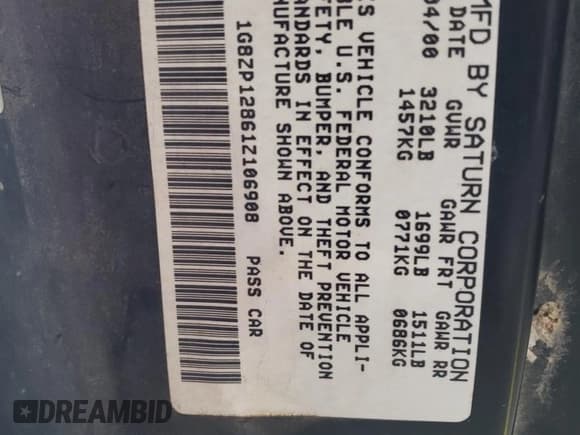 MFD BY SATURN CORPORATION
DATE GVWR GAWR FRT GAWR RR
04/00 3210LB 1699LB 1511LB
1457KG 0771KG 0686KG
S VEHICLE CONFORMS TO ALL APPLI-
BLE U.S. FEDERAL MOTOR VEHICLE
FETY, BUMPER, AND THEFT PREVENTION
ANDARDS IN EFFECT ON THE DATE OF
NUFACTURE SHOWN ABOVE.
1G8ZP12861Z106908 PASS CAR
DREAMBID